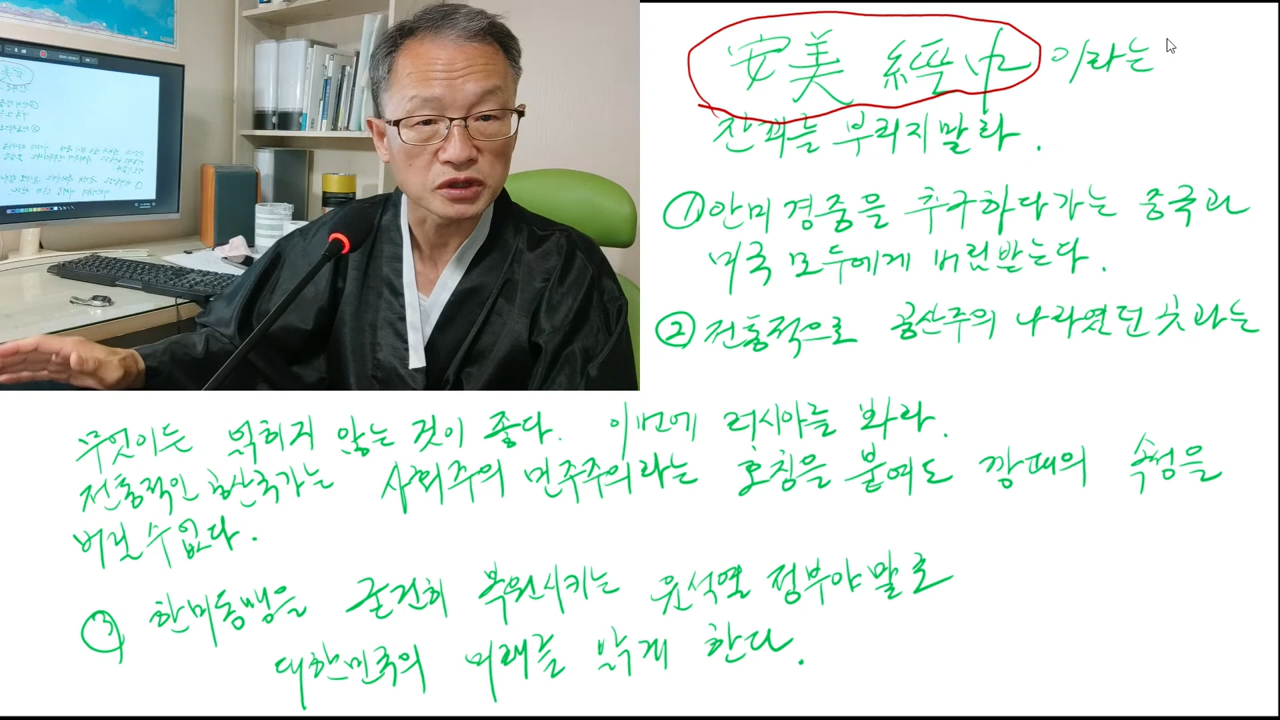 安美 經中 이라는
잔꾀를 부리지말라.
① 안미경중을 추구하다가는 중국과
미국 모두에게 버림받는다.
② 전통적으로 공산주의 나라였던 곳과는
무엇이든 얽히지 않는 것이 좋다. 이번에 러시아를 봐라.
전통적인 공산국가는 사회주의 민주주의라는 호칭을 붙여도 깡패의 속성을
버릴 수 없다.
③ 한미동맹을 굳건히 복원시키는 윤석열 정부야말로
대한민국의 미래를 밝게 한다.